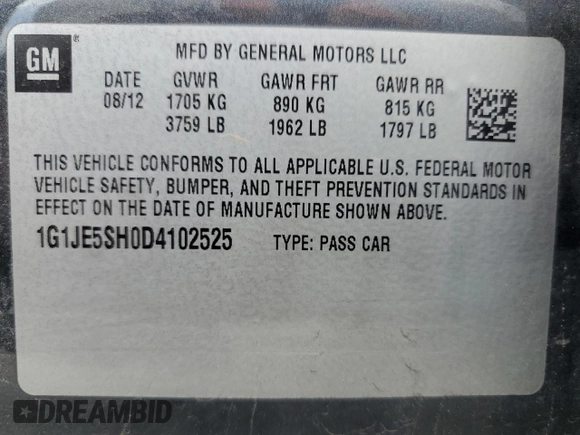 GM ®
MFD BY GENERAL MOTORS LLC
DATE GVWR GAWR FRT GAWR RR
08/12 1705 KG 890 KG 815 KG
3759 LB 1962 LB 1797 LB
THIS VEHICLE CONFORMS TO ALL APPLICABLE U.S. FEDERAL MOTOR
VEHICLE SAFETY, BUMPER, AND THEFT PREVENTION STANDARDS IN
EFFECT ON THE DATE OF MANUFACTURE SHOWN ABOVE.
1G1JE5SH0D4102525 TYPE: PASS CAR
DREAMBID